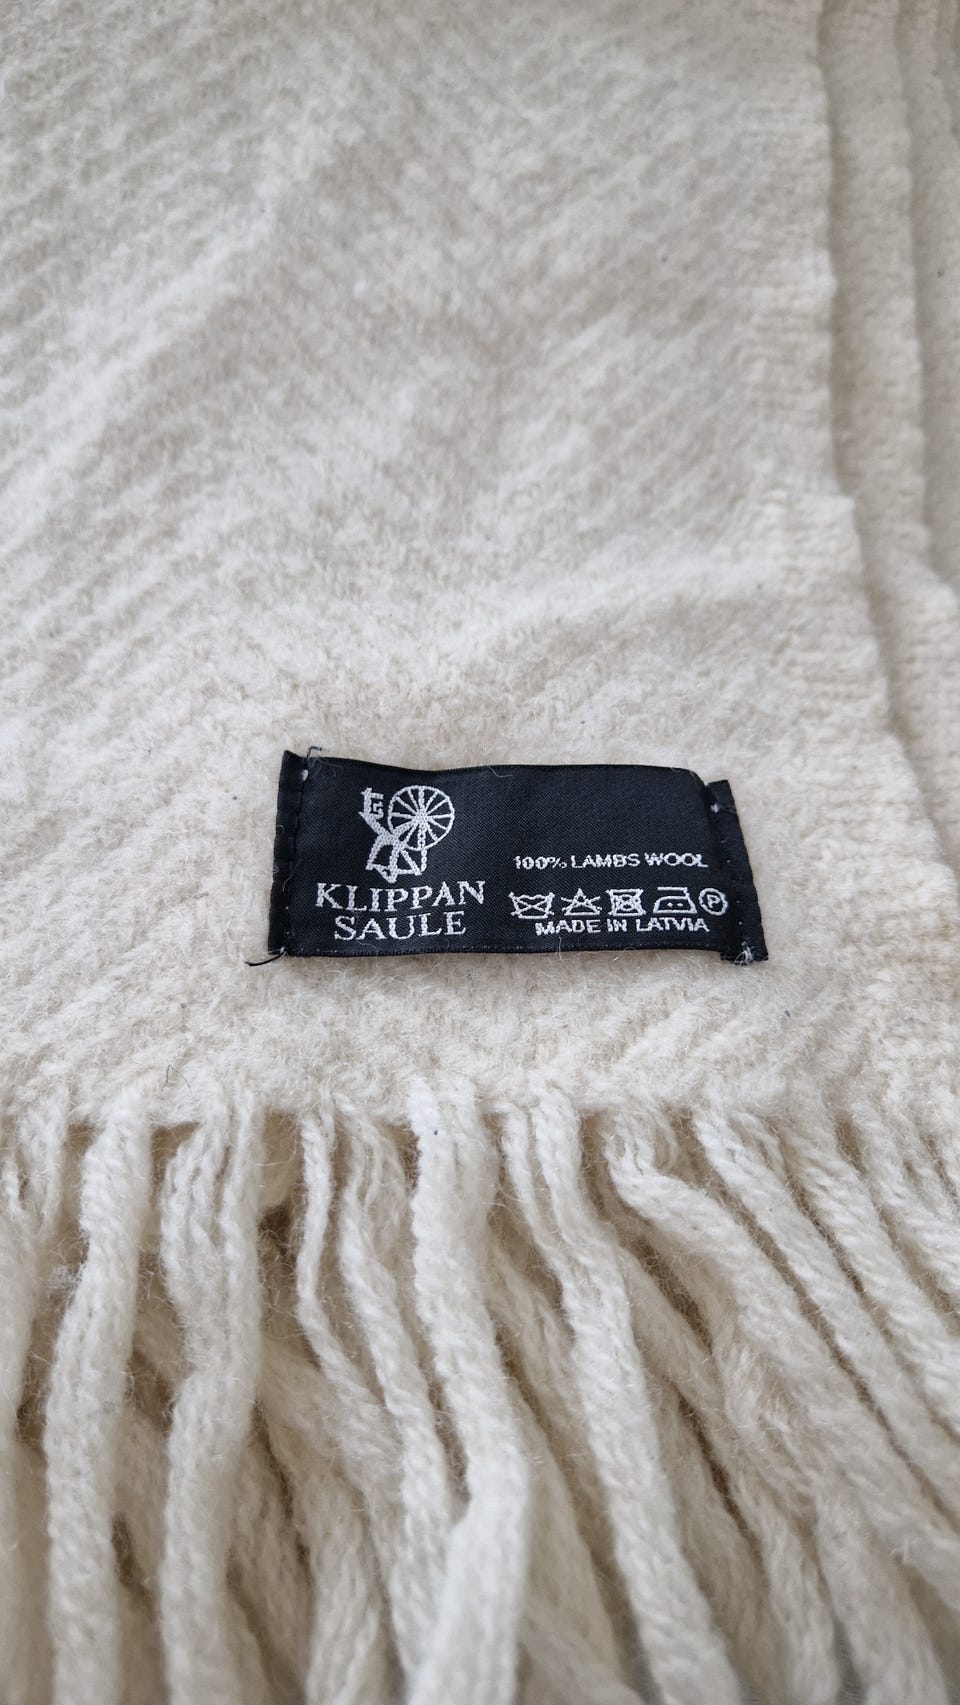 KLIPPAN
SAULE
100% LAMBS WOOL
P
MADE IN LATVIA